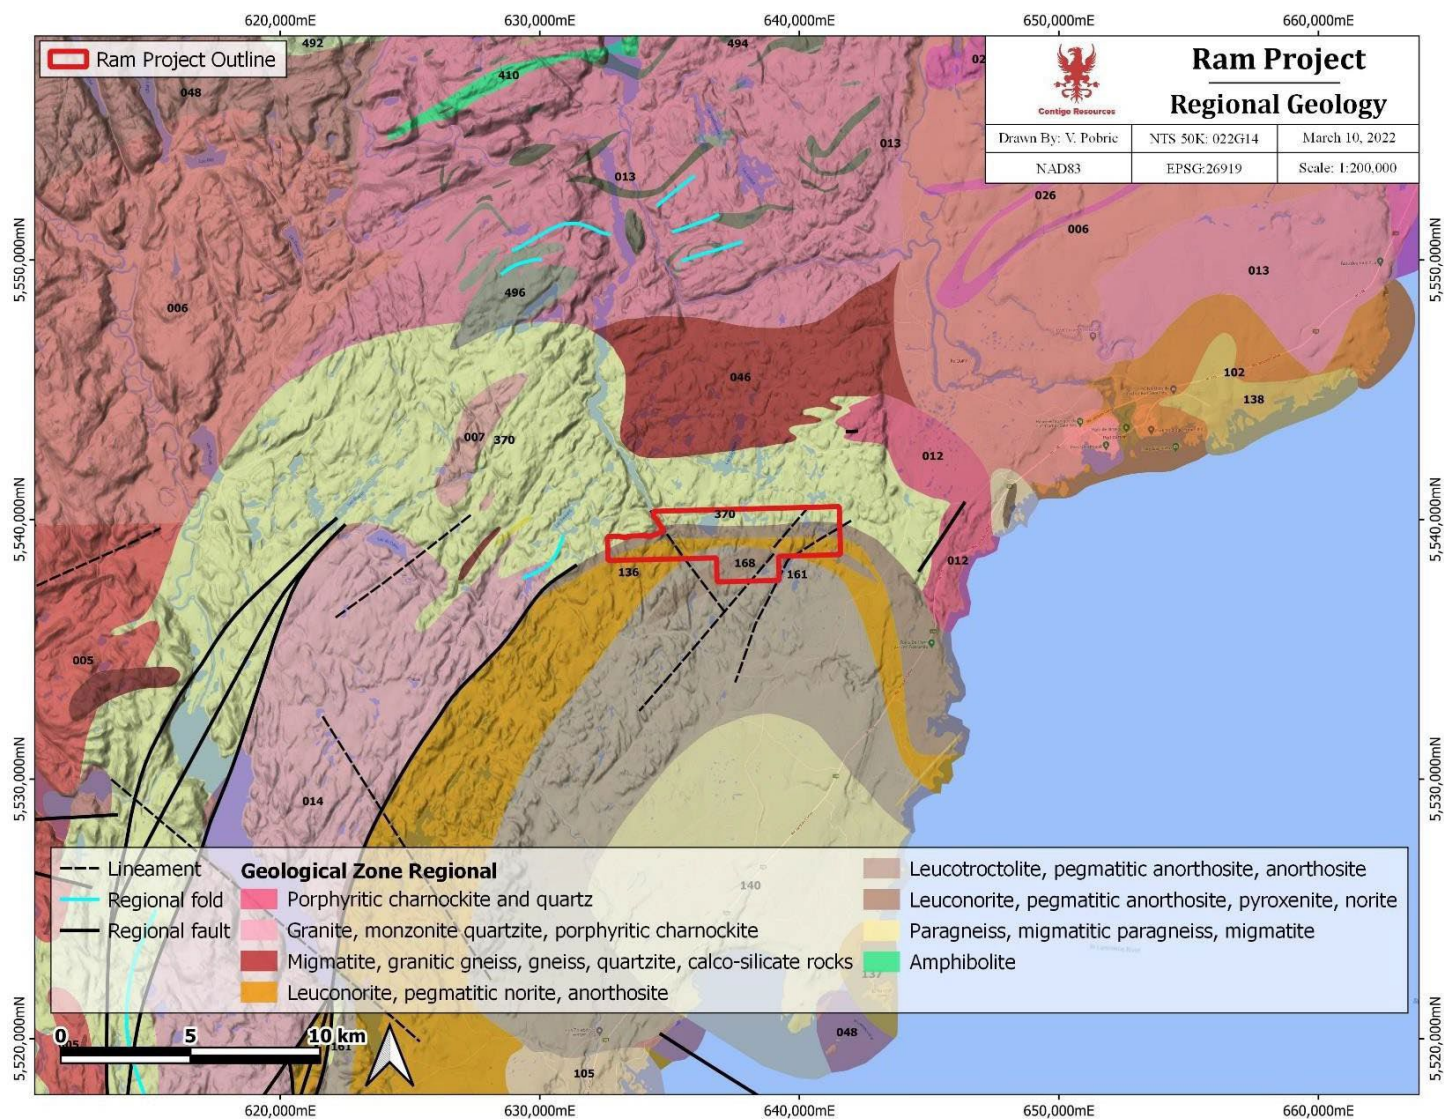 620,000mE 630,000mE 640,000mE 650,000mE 660,000mE
Ram Project Outline
Contigo Resources
Ram Project
Regional Geology
Drawn By: V. Pobric NTS 50K: 022G14 March 10, 2022
NAD83 EPSG:26919 Scale: 1:200,000
492
494
410
048
013
013
026
006
013
5,550,000mN
5,550,000mN
496
006
046
102
138
007
370
012
5,540,000mN
370
5,540,000mN
136
168
161
012
005
5,530,000mN
014
5,530,000mN
140
137
Lineament
Regional fold
Regional fault
Geological Zone Regional
Porphyritic charnockite and quartz
Granite, monzonite quartzite, porphyritic charnockite
Migmatite, granitic gneiss, gneiss, quartzite, calco-silicate rocks
Leuconorite, pegmatitic norite, anorthosite
Leucotroctolite, pegmatitic anorthosite, anorthosite
Leuconorite, pegmatitic anorthosite, pyroxenite, norite
Paragneiss, migmatitic paragneiss, migmatite
Amphibolite
048
161
105
5,520,000mN
5,520,000mN
0 5 10 km
620,000mE 630,000mE 640,000mE 650,000mE 660,000mE